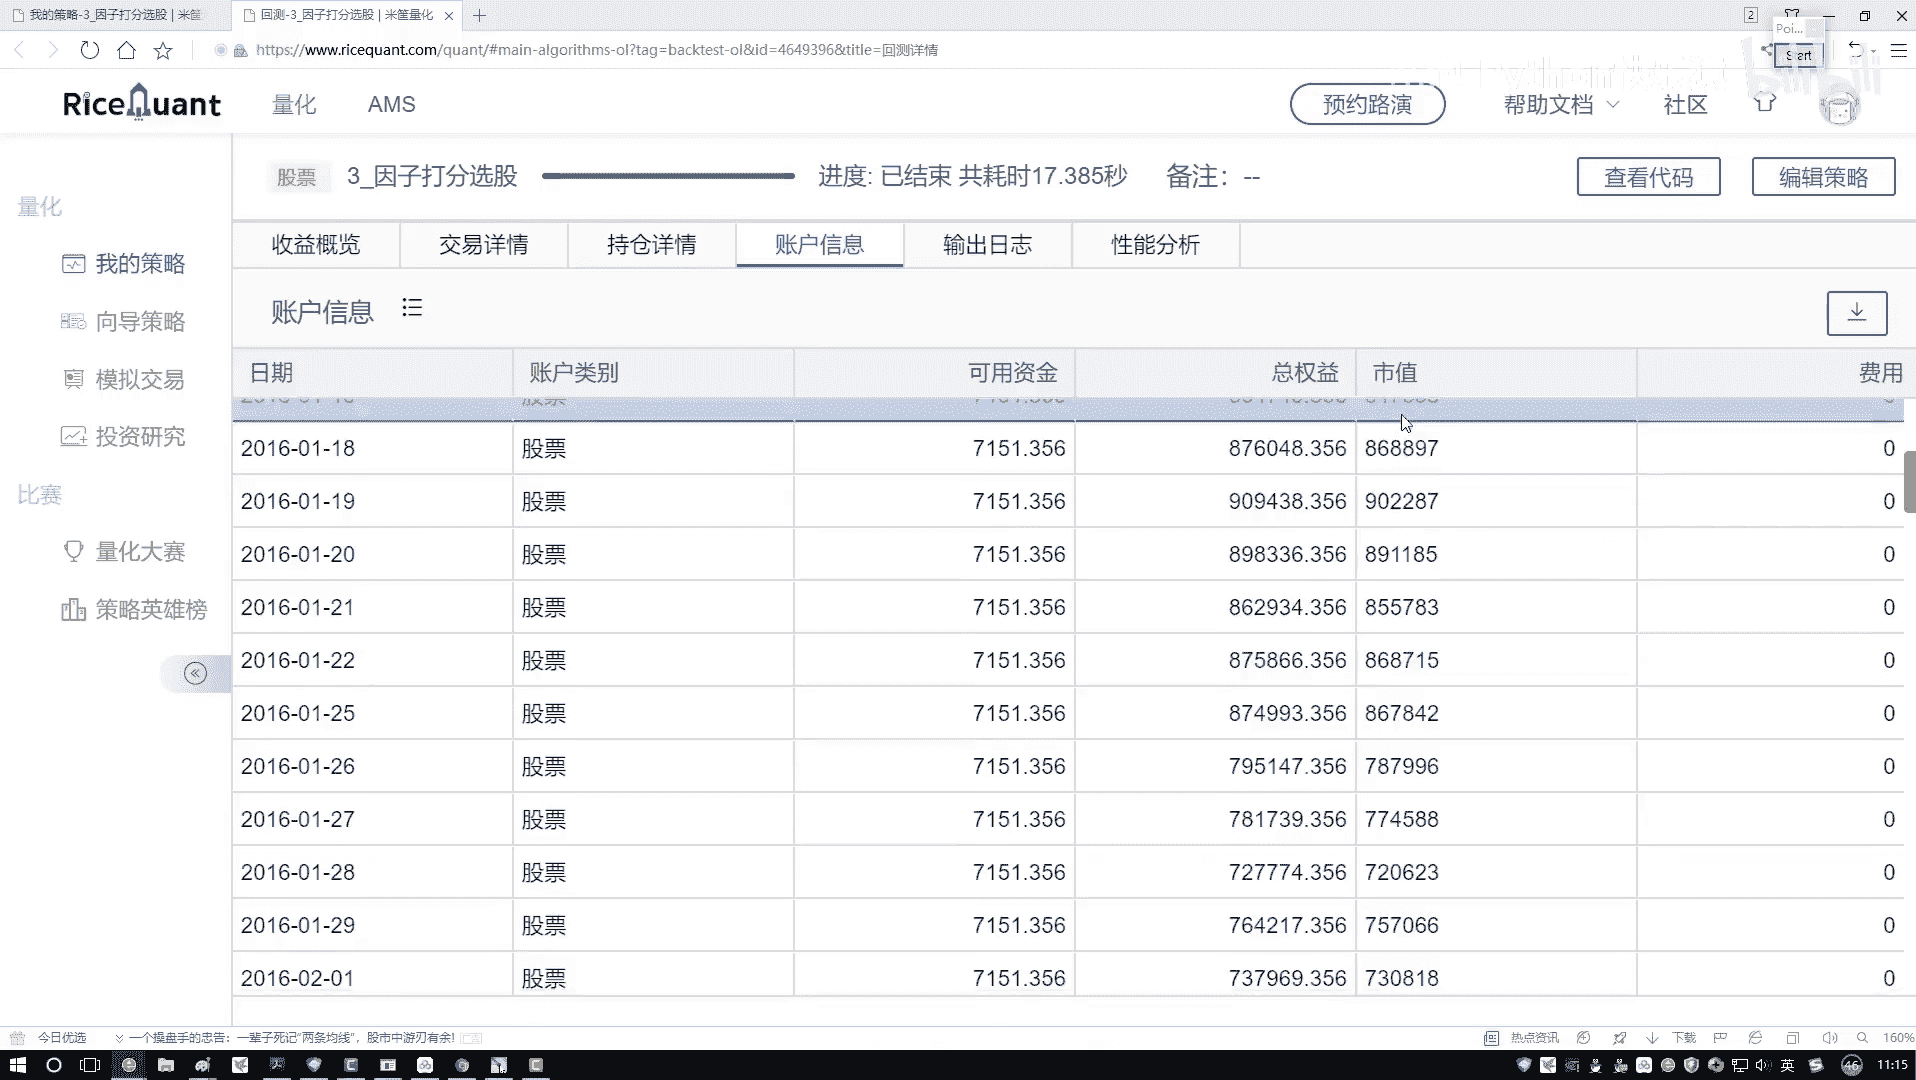 我的策略-3_因子打分选股 | 米筐
回测-3_因子打分选股 | 米筐量化
2
Poi...
Start
https://www.ricequant.com/quant/#main-algorithms-ol?tag=backtest-ol&id=4649396&title=回测详情
RiceQuant
量化
AMS
预约路演
帮助文档
社区
股票
3_因子打分选股
进度: 已结束 共耗时17.385秒
备注: --
查看代码
编辑策略
量化
我的策略
向导策略
模拟交易
投资研究
比赛
量化大赛
策略英雄榜
收益概览 交易详情 持仓详情 账户信息 输出日志 性能分析
账户信息
日期 账户类别 可用资金 总权益 市值 费用
2016-01-18 股票 7151.356 876048.356 868897 0
2016-01-19 股票 7151.356 909438.356 902287 0
2016-01-20 股票 7151.356 898336.356 891185 0
2016-01-21 股票 7151.356 862934.356 855783 0
2016-01-22 股票 7151.356 875866.356 868715 0
2016-01-25 股票 7151.356 874993.356 867842 0
2016-01-26 股票 7151.356 795147.356 787996 0
2016-01-27 股票 7151.356 781739.356 774588 0
2016-01-28 股票 7151.356 727774.356 720623 0
2016-01-29 股票 7151.356 764217.356 757066 0
2016-02-01 股票 7151.356 737969.356 730818 0
今日优选
一个操盘手的忠告：一辈子死记“两条均线”，股市中游刃有余!
热点资讯
下载
160%
英
46
11:15